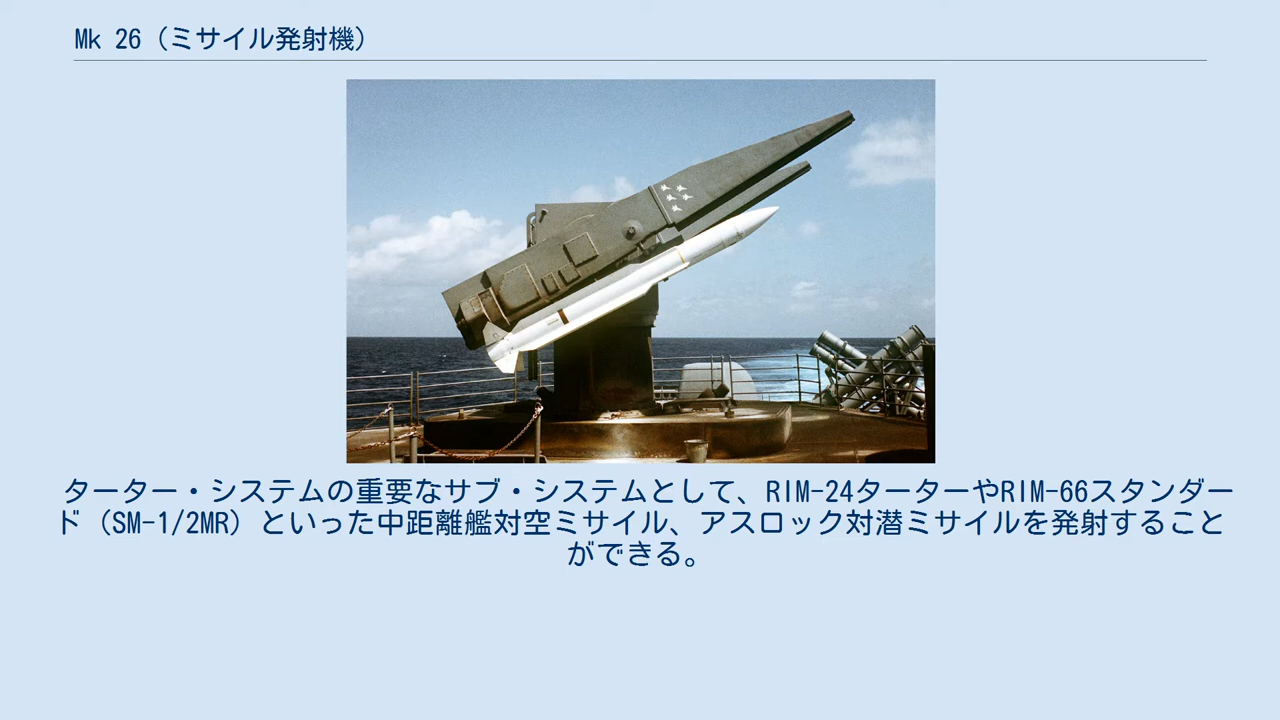 Mk 26（ミサイル発射機）
ターター・システムの重要なサブ・システムとして、RIM-24ターターやRIM-66スタンダー
ド（SM-1/2MR）といった中距離艦対空ミサイル、アスロック対潜ミサイルを発射すること
ができる。